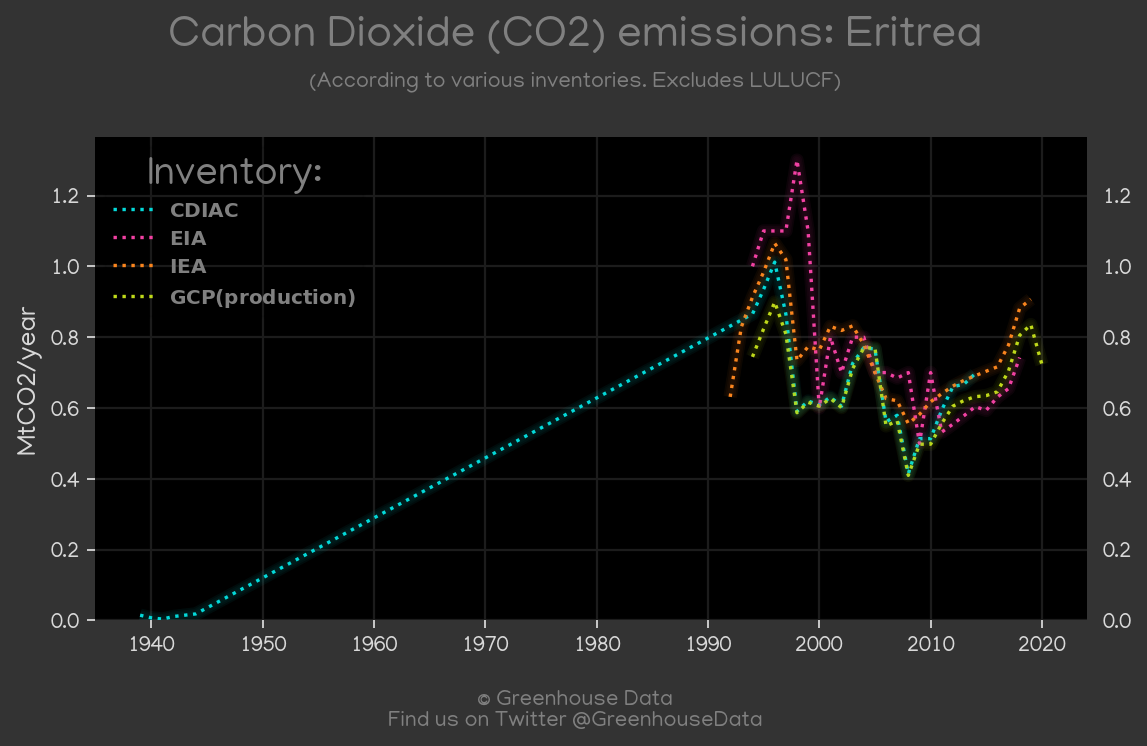 Carbon Dioxide (CO2) emissions: Eritrea
(According to various inventories. Excludes LULUCF)
Inventory:
CDIAC
EIA
IEA
GCP(production)
MtCO2/year
1.2
1.0
0.8
0.6
0.4
0.2
0.0
1.2
1.0
0.8
0.6
0.4
0.2
0.0
1940 1950 1960 1970 1980 1990 2000 2010 2020
© Greenhouse Data
Find us on Twitter @GreenhouseData